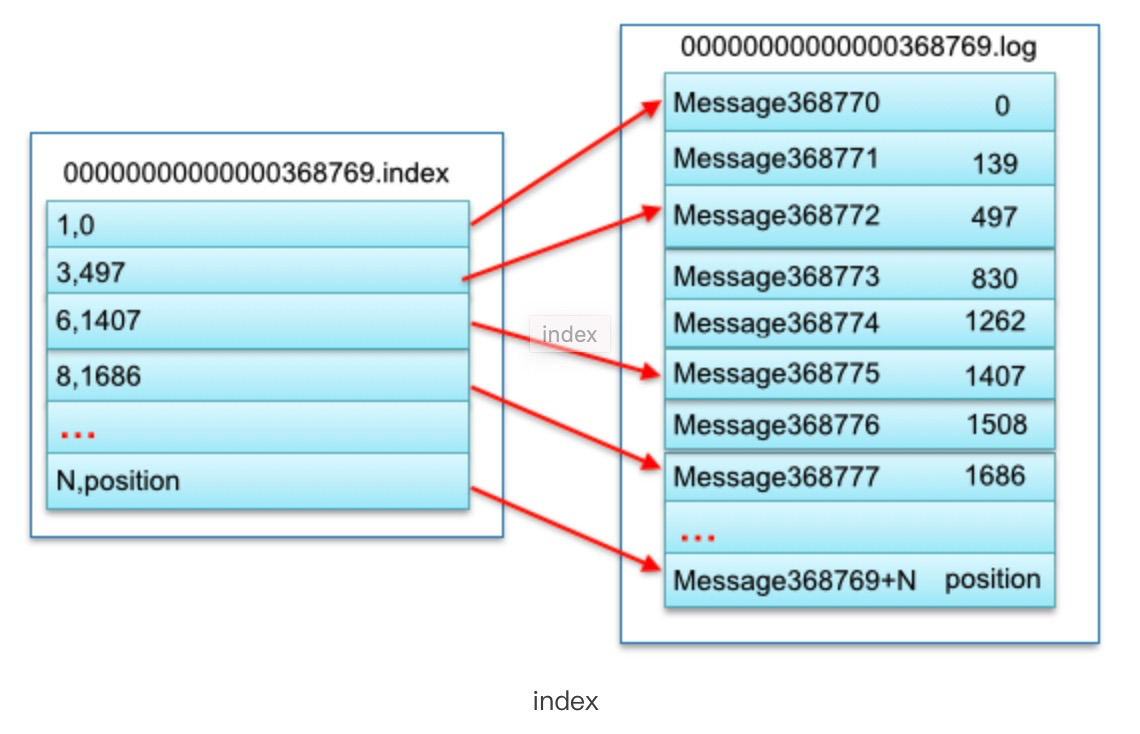 00000000000000368769.index
1,0
3,497
6,1407
8,1686
...
N,position
index
00000000000000368769.log
Message368770 0
Message368771 139
Message368772 497
Message368773 830
Message368774 1262
Message368775 1407
Message368776 1508
Message368777 1686
...
Message368769+N position
index